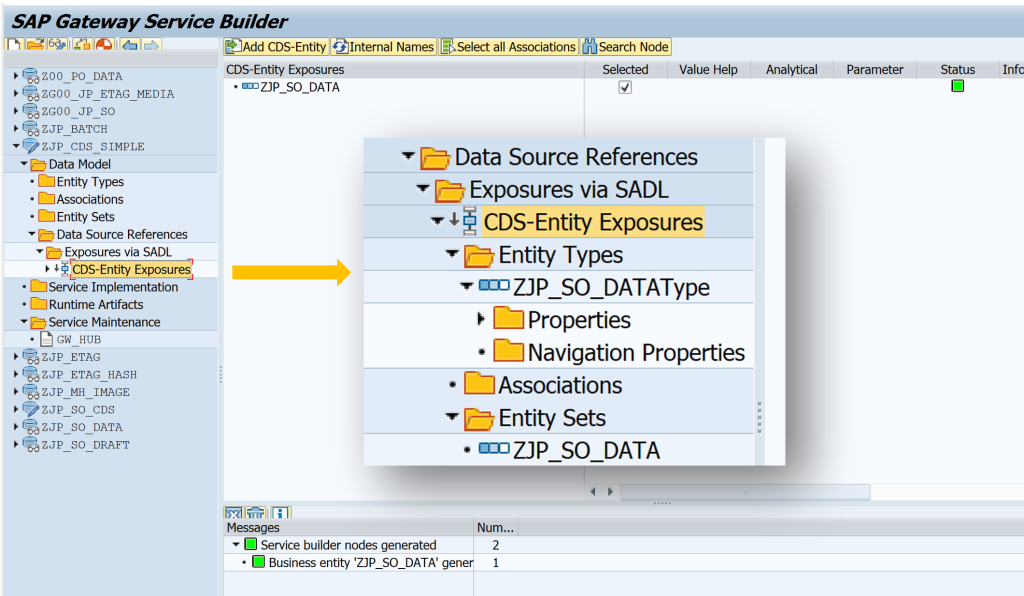 SAP Gateway Service Builder
Add CDS-Entity Internal Names Select all Associations Search Node
CDS-Entity Exposures Selected Value Help Analytical Parameter Status Info
ZJP_SO_DATA
Z00_PO_DATA
ZG00_JP_ETAG_MEDIA
ZG00_JP_SO
ZJP_BATCH
ZJP_CDS_SIMPLE
Data Model
Entity Types
Associations
Entity Sets
Data Source References
Exposures via SADL
CDS-Entity Exposures
Service Implementation
Runtime Artifacts
Service Maintenance
GW_HUB
ZJP_ETAG
ZJP_ETAG_HASH
ZJP_MH_IMAGE
ZJP_SO_CDS
ZJP_SO_DATA
ZJP_SO_DRAFT
Data Source References
Exposures via SADL
CDS-Entity Exposures
Entity Types
ZJP_SO_DATAType
Properties
Navigation Properties
Associations
Entity Sets
ZJP_SO_DATA
Messages Num...
Service builder nodes generated 2
Business entity 'ZJP_SO_DATA' gener 1